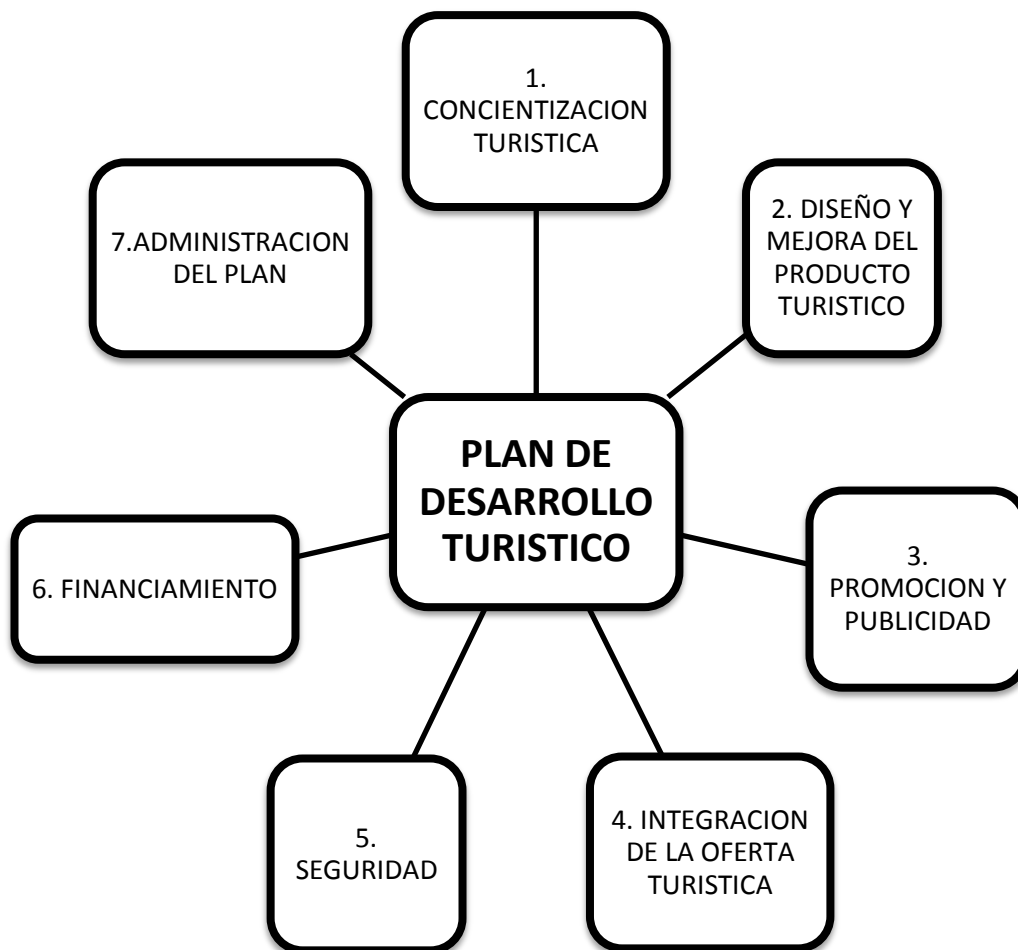 1.
CONCIENTIZACION
TURISTICA
2. DISEÑO Y
MEJORA DEL
PRODUCTO
TURISTICO
3.
PROMOCION Y
PUBLICIDAD
4. INTEGRACION
DE LA OFERTA
TURISTICA
5.
SEGURIDAD
6. FINANCIAMIENTO
7.ADMINISTRACION
DEL PLAN
PLAN DE
DESARROLLO
TURISTICO